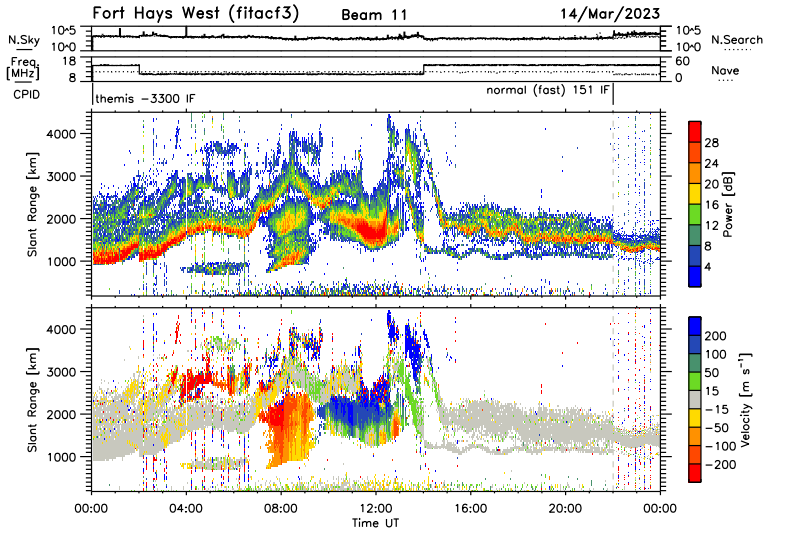 Fort Hays West (fitacf3) Beam 11 14/Mar/2023
N.Sky 10^5 10^0 10^5 10^0 N.Search
Freq. [MHz] 18 8 60 0 Nave
CPID themis -3300 IF normal (fast) 151 IF
Slant Range [km]
4000
3000
2000
1000
28
24
20
16
12
8
4
Power [dB]
Slant Range [km]
4000
3000
2000
1000
200
100
50
15
-15
-50
-100
-200
Velocity [m s⁻¹]
00:00 04:00 08:00 12:00 16:00 20:00 00:00
Time UT